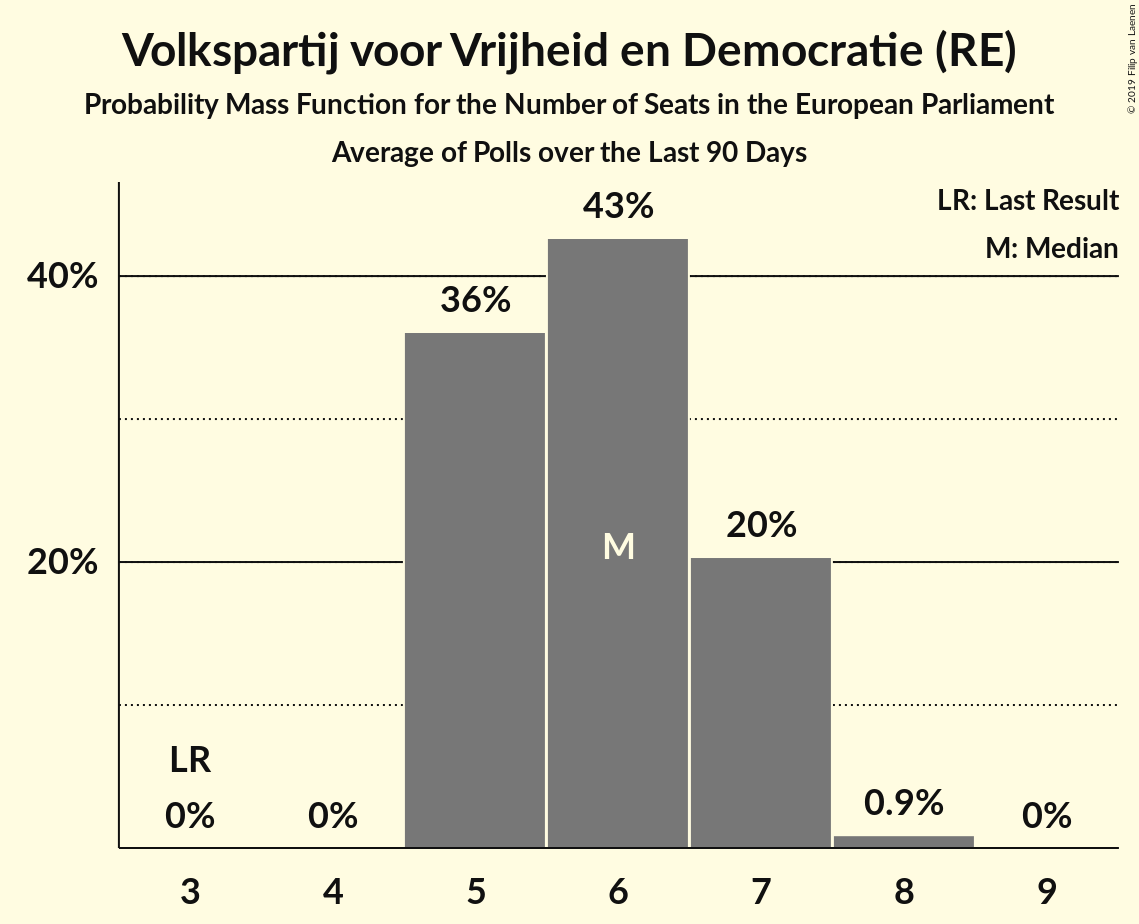 Volkspartij voor Vrijheid en Democratie (RE)
Probability Mass Function for the Number of Seats in the European Parliament
Average of Polls over the Last 90 Days
© 2019 Filip van Laenen
LR: Last Result
M: Median
43%
40%
36%
M
20%
20%
LR
0%
0%
0.9%
0%
3
4
5
6
7
8
9